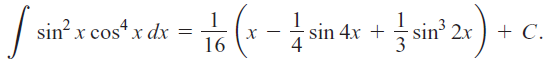 ∫ sin² x cos⁴ x dx = 1/16 (x − 1/4 sin 4x + 1/3 sin³ 2x) + C.